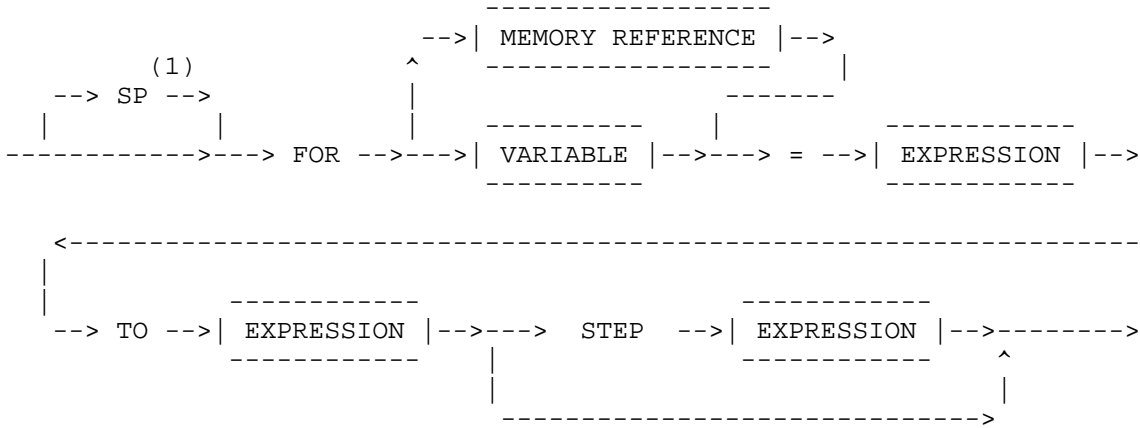 MEMORY REFERENCE
(1)
SP
FOR VARIABLE = EXPRESSION
TO EXPRESSION STEP EXPRESSION